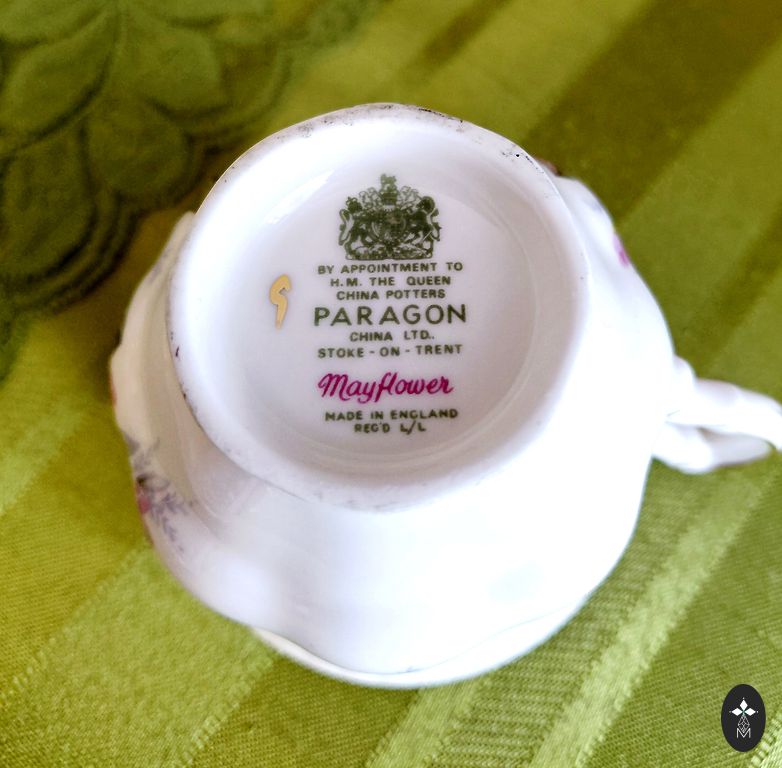 BY APPOINTMENT TO
H.M. THE QUEEN
CHINA POTTERS
PARAGON
CHINA LTD..
STOKE-ON-TRENT
Mayflower
MADE IN ENGLAND
REG'D L/L
M